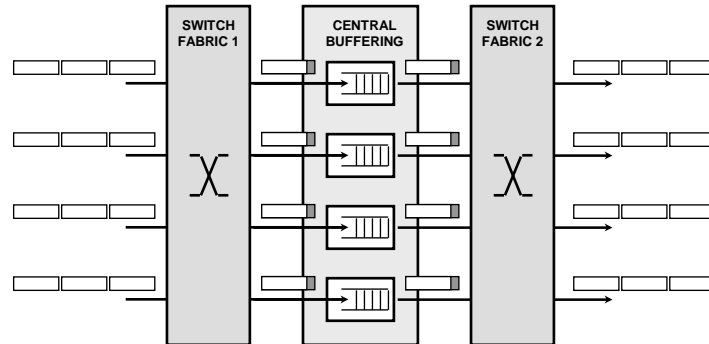 SWITCH
FABRIC 1
CENTRAL
BUFFERING
SWITCH
FABRIC 2